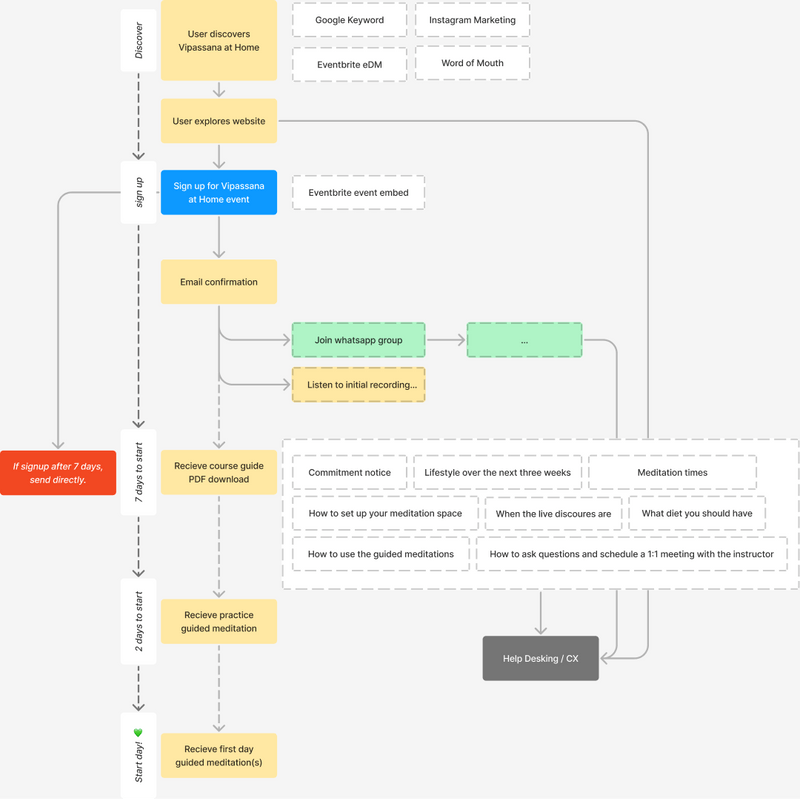 Discover
User discovers
Vipassana at Home
Google Keyword
Instagram Marketing
Eventbrite eDM
Word of Mouth
User explores website
sign up
Sign up for Vipassana
at Home event
Eventbrite event embed
Email confirmation
Join whatsapp group
...
Listen to initial recording...
If signup after 7 days,
send directly.
7 days to start
Recieve course guide
PDF download
Commitment notice
Lifestyle over the next three weeks
Meditation times
How to set up your meditation space
When the live discoures are
What diet you should have
How to use the guided meditations
How to ask questions and schedule a 1:1 meeting with the instructor
2 days to start
Recieve practice
guided meditation
Help Desking / CX
Start day! 💚
Recieve first day
guided meditation(s)